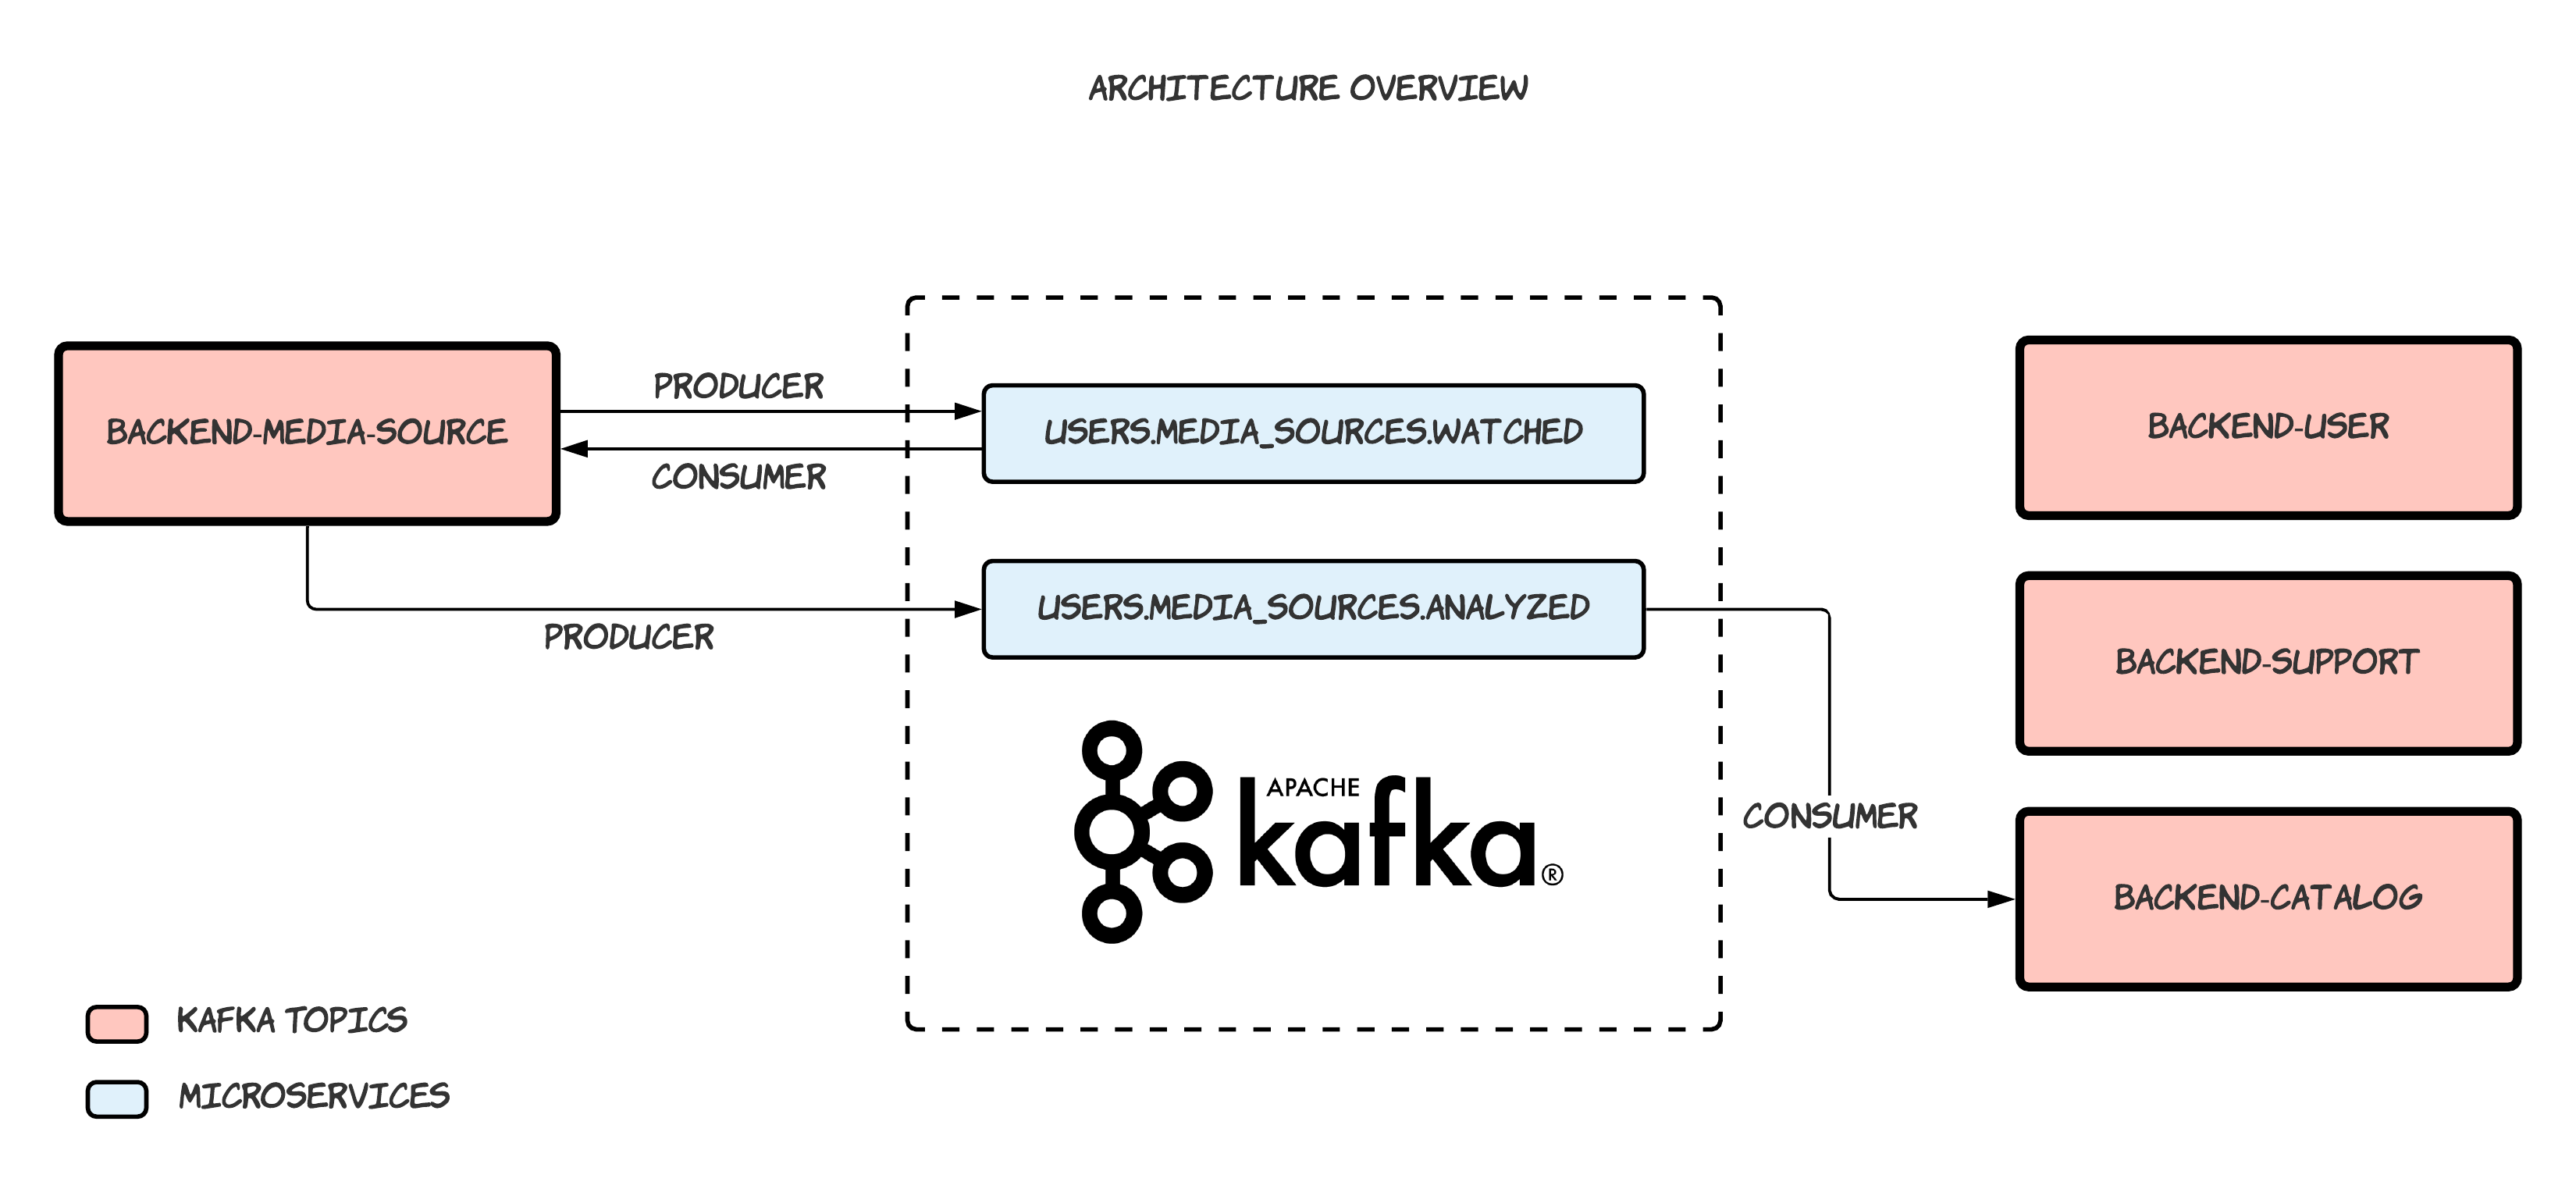 ARCHITECTURE OVERVIEW
BACKEND-MEDIA-SOURCE
PRODUCER
CONSUMER
PRODUCER
USERS.MEDIA_SOURCES.WATCHED
USERS.MEDIA_SOURCES.ANALYZED
APACHE
kafka®
CONSUMER
BACKEND-USER
BACKEND-SUPPORT
BACKEND-CATALOG
KAFKA TOPICS
MICROSERVICES